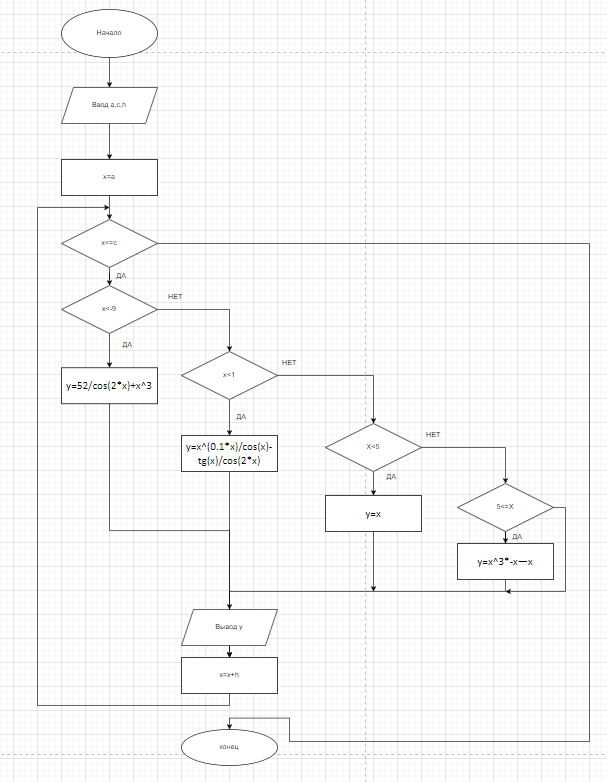 Начало
Ввод a,c,h
x=a
x<=c
ДА
x<-9
НЕТ
ДА
y=52/cos(2*x)+x^3
x<1
НЕТ
ДА
y=x^(0.1*x)/cos(x)-
tg(x)/cos(2*x)
X<5
НЕТ
ДА
y=x
5<=X
ДА
y=x^3*-x—x
Вывод y
x=x+h
конец